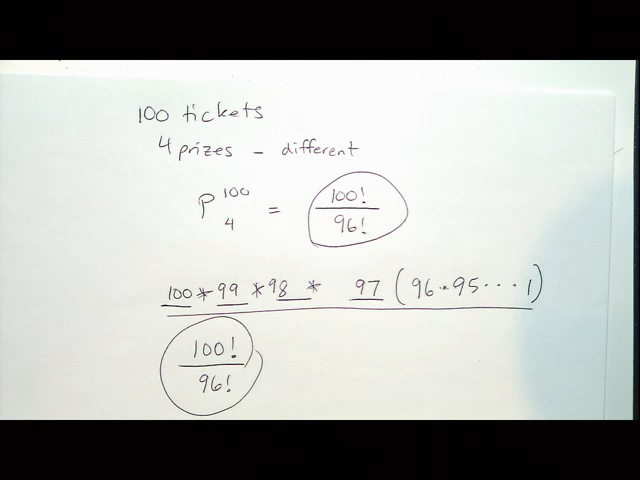 100 tickets
4 prizes - different
P 100 4 = 100! / 96!
100 * 99 * 98 * 97 (96 · 95 · · · 1)
100! / 96!